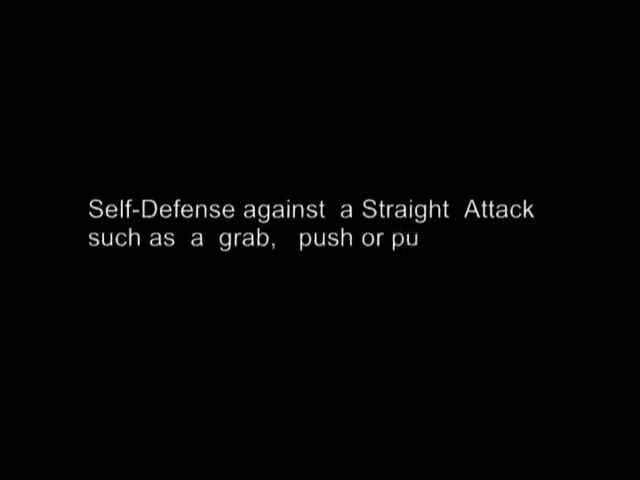 Self-Defense against a Straight Attack
such as a grab, push or pu